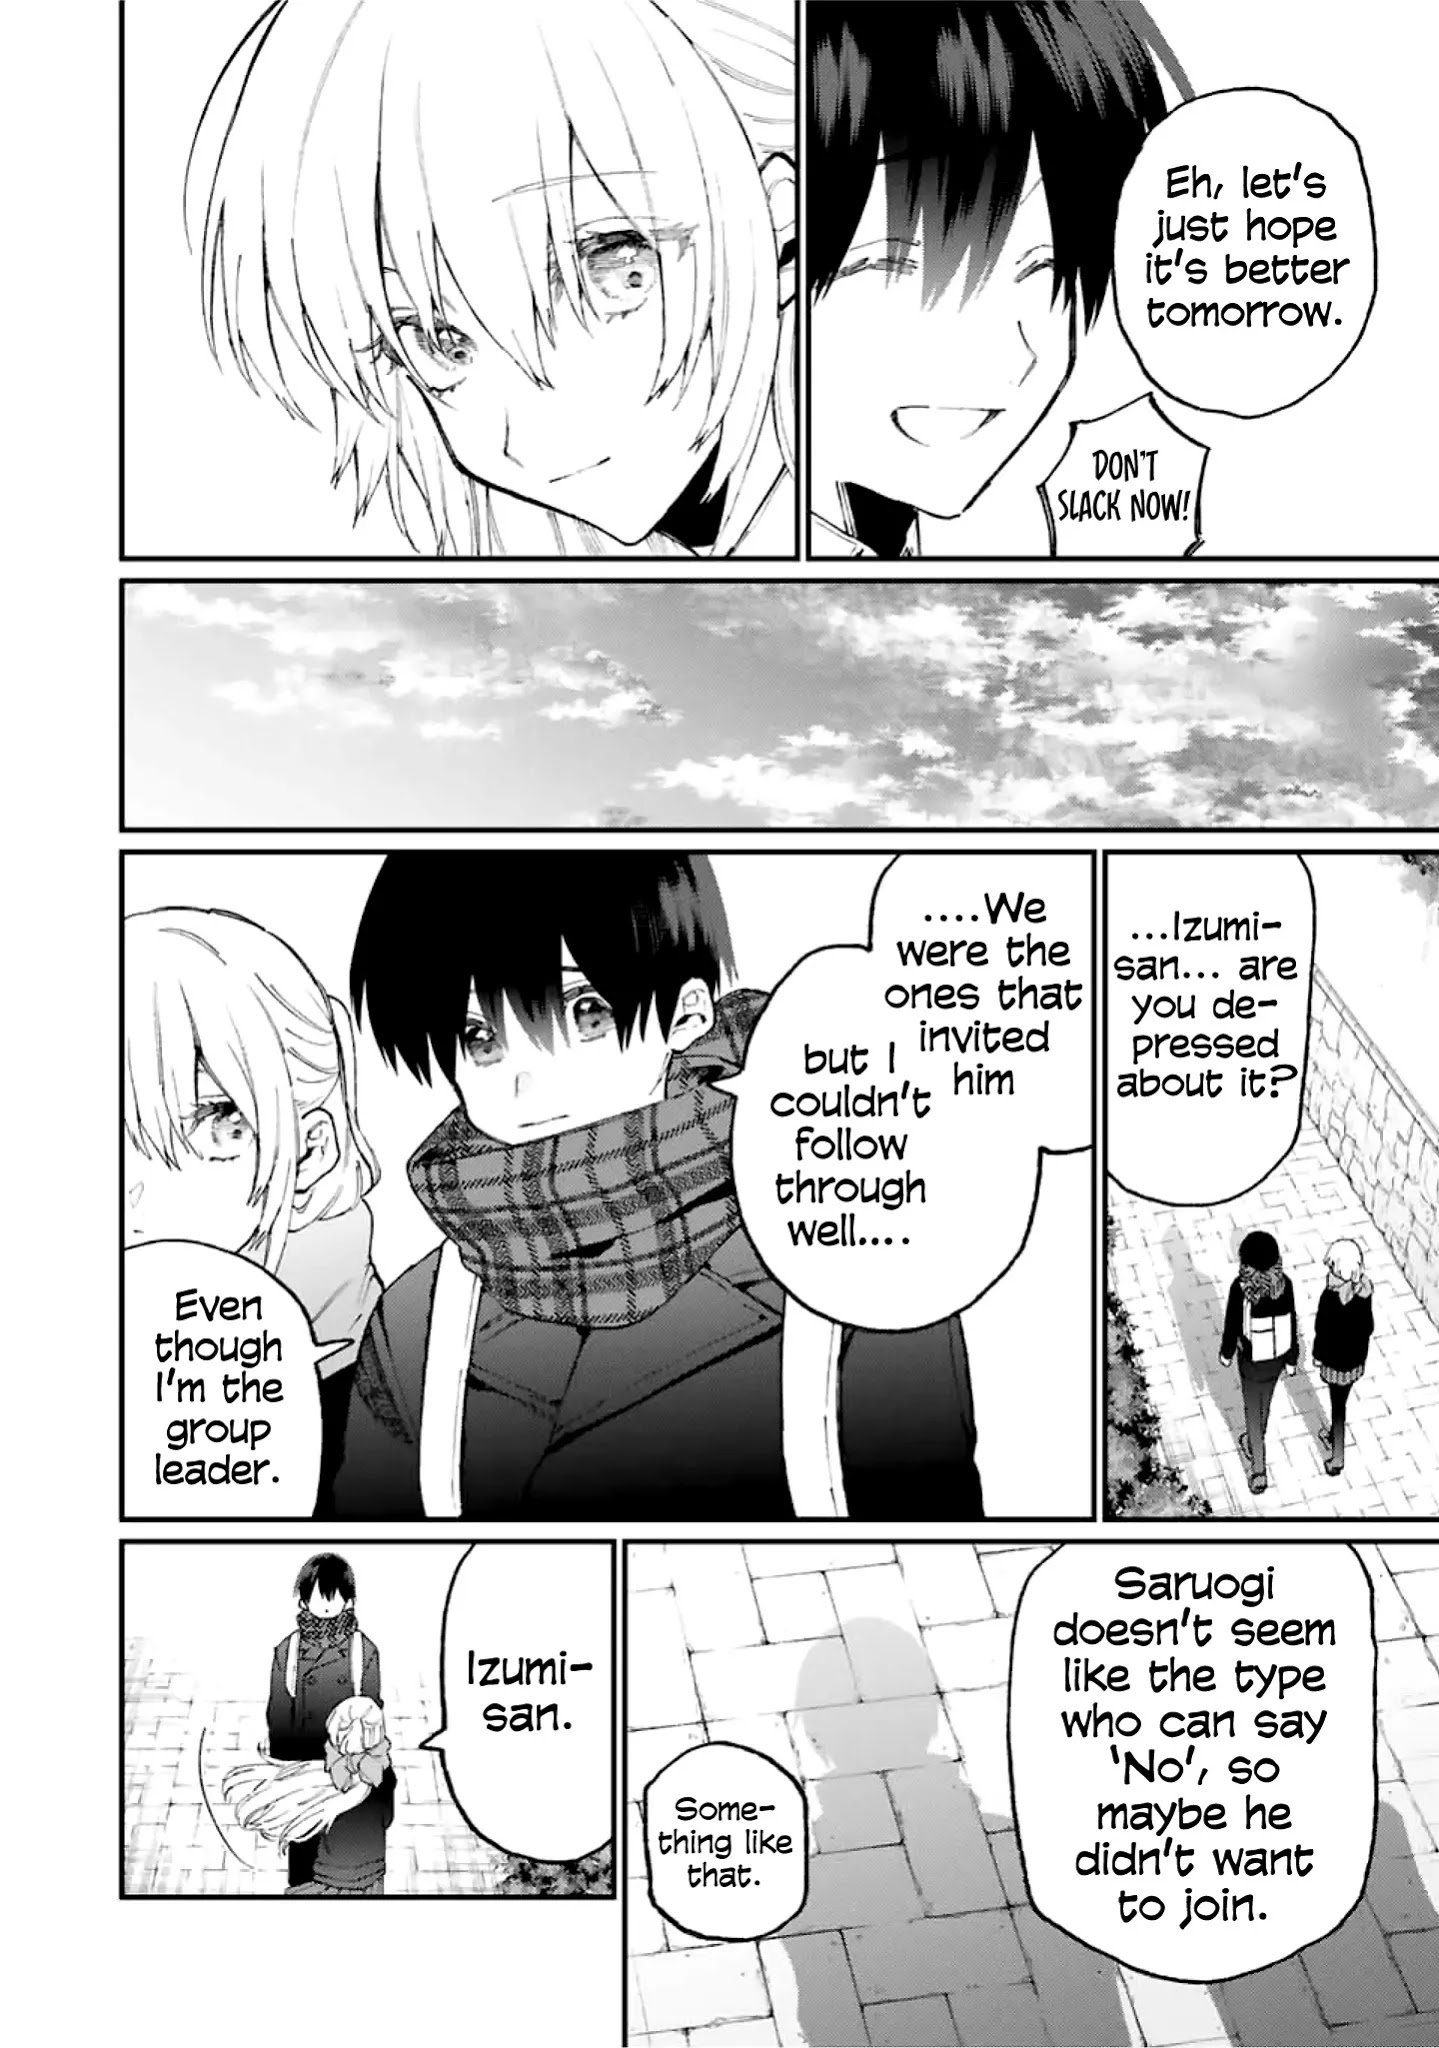 Eh, let's
just hope
it's better
tomorrow.
DON'T
SLACK NOW!
...Izumi-
san... are
you de-
pressed
about it?
....We
were the
ones that
invited
him
but I
couldn't
follow
through
well....
Even
though
I'm the
group
leader.
Saruogi
doesn't seem
like the type
who can say
'No', so
maybe he
didn't want
to join.
Some-
thing like
that.
Izumi-
san.